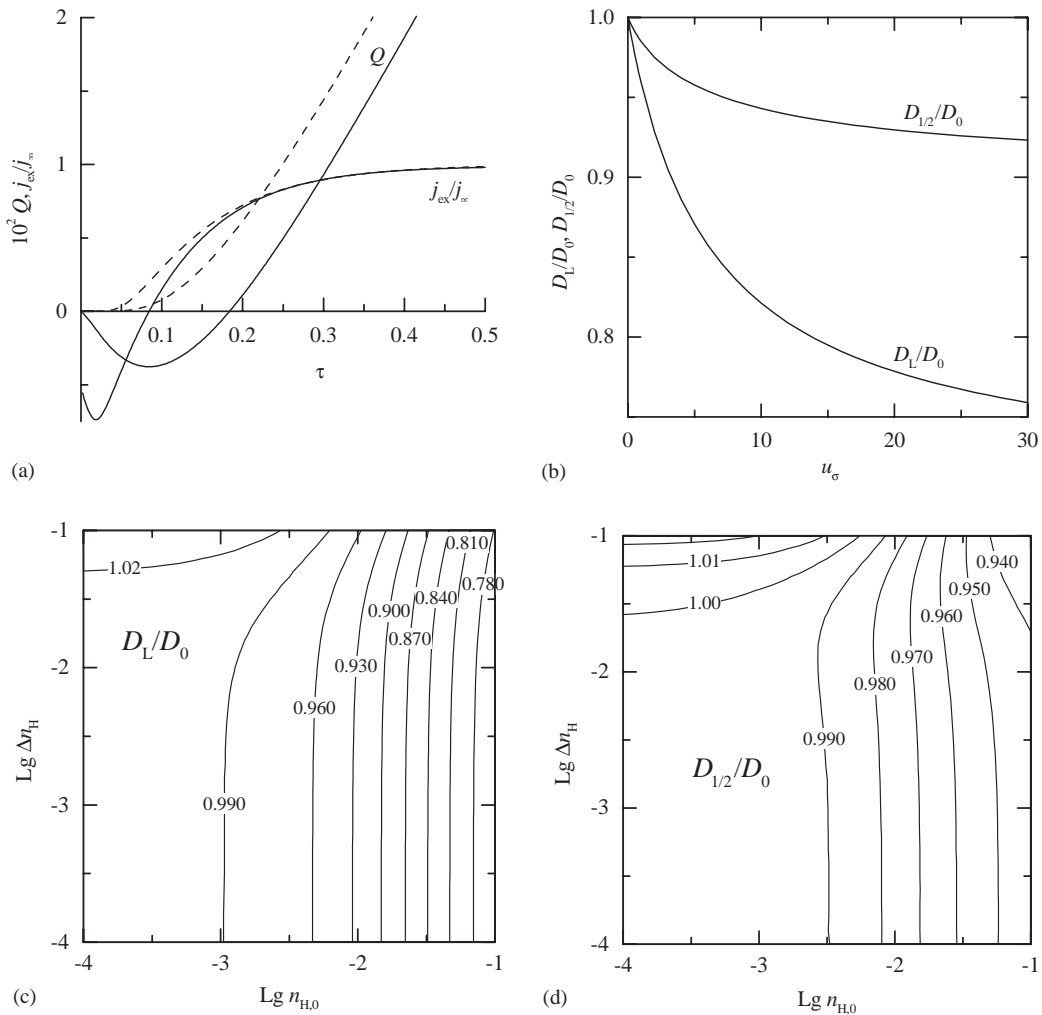 2
1
0
10² Q, j_ex/j_∞
Q
j_ex/j_∞
0.1
0.2
0.3
0.4
0.5
τ
(a)
1.0
0.9
0.8
D_L/D_0, D_1/2/D_0
D_1/2/D_0
D_L/D_0
0
10
20
30
u_σ
(b)
-1
-2
-3
-4
Lg Δn_H
1.02
D_L/D_0
0.990
0.960
0.930
0.900
0.870
0.840
0.810
0.780
-4
-3
-2
-1
Lg n_H,0
(c)
-1
-2
-3
-4
Lg Δn_H
1.01
1.00
0.990
0.980
0.970
0.960
0.950
0.940
D_1/2/D_0
-4
-3
-2
-1
Lg n_H,0
(d)